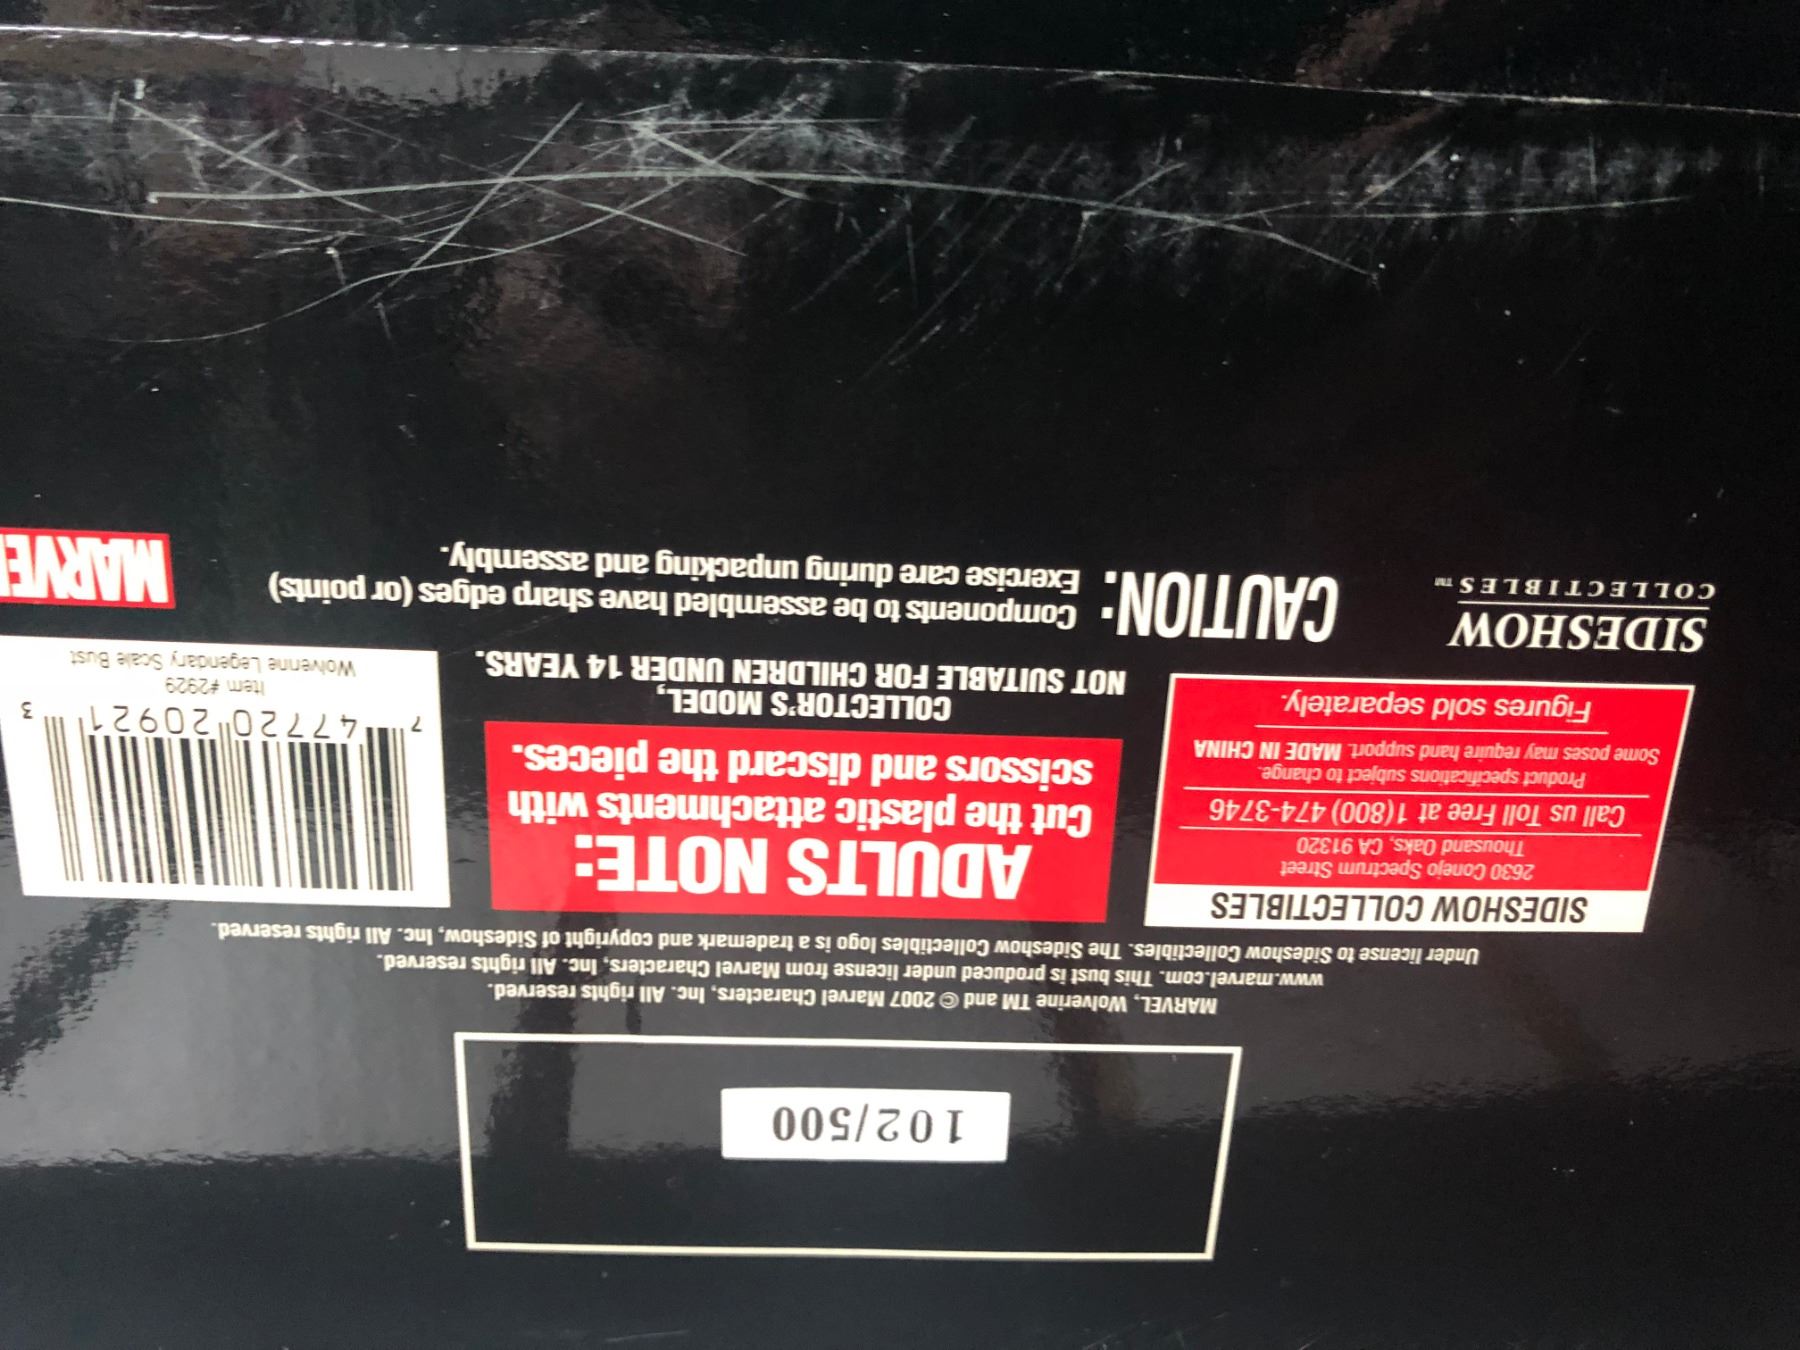 102/500
MARVEL, Wolverine TM and © 2007 Marvel Characters, Inc. All rights reserved.
www.marvel.com. This bust is produced under license from Marvel Characters, Inc. All rights reserved.
Under license to Sideshow Collectibles. The Sideshow Collectibles logo is a trademark and copyright of Sideshow, Inc. All rights reserved.
SIDESHOW COLLECTIBLES
2630 Conejo Spectrum Street
Thousand Oaks, CA 91320
Call us Toll Free at 1(800) 474-3746
Product specifications subject to change.
Some poses may require hand support. MADE IN CHINA
Figures sold separately.
ADULTS NOTE:
Cut the plastic attachments with
scissors and discard the pieces.
COLLECTOR'S MODEL,
NOT SUITABLE FOR CHILDREN UNDER 14 YEARS.
7 47720 20921 3
Item #2929
Wolverine Legendary Scale Bust
SIDESHOW
COLLECTIBLES TM
CAUTION:
Components to be assembled have sharp edges (or points)
Exercise care during unpacking and assembly.
MARVEL